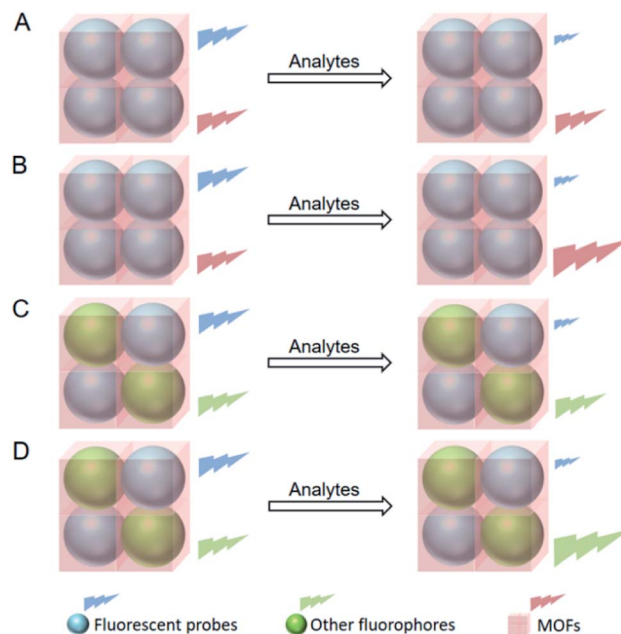 A
Analytes
B
Analytes
C
Analytes
D
Analytes
Fluorescent probes Other fluorophores MOFs